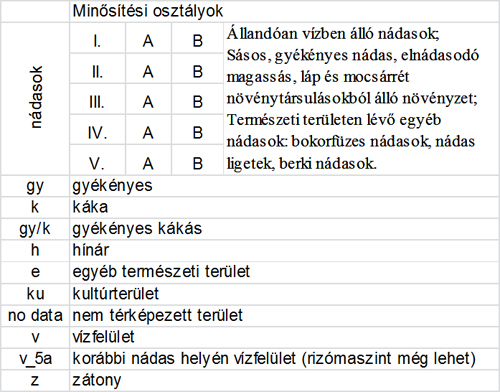 Minősítési osztályok
nádasok
I. A B
II. A B
III. A B
IV. A B
V. A B
Állandóan vízben álló nádasok;
Sásos, gyékényes nádas, elnádasodó
magassás, láp és mocsárrét
növénytársulásokból álló növényzet;
Természeti területen lévő egyéb
nádasok: bokorfüzes nádasok, nádas
ligetek, berki nádasok.
gy gyékényes
k káka
gy/k gyékényes kákás
h hínár
e egyéb természeti terület
ku kultúrterület
no data nem térképezett terület
v vízfelület
v_5a korábbi nádas helyén vízfelület (rizómaszint még lehet)
z zátony